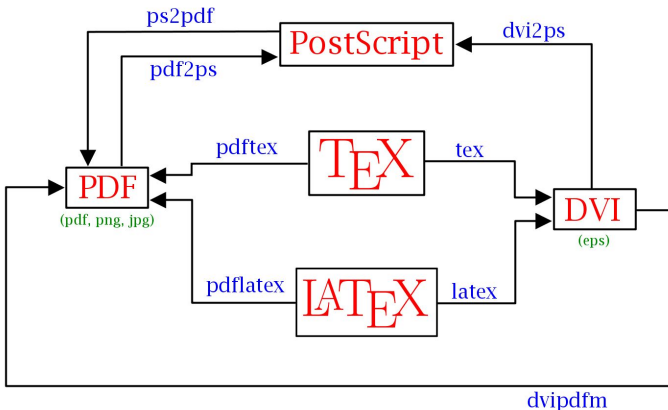 ps2pdf
PostScript
dvi2ps
pdf2ps
pdftex
TEX
tex
PDF
(pdf, png, jpg)
DVI
(eps)
pdflatex
LATEX
latex
dvipdfm